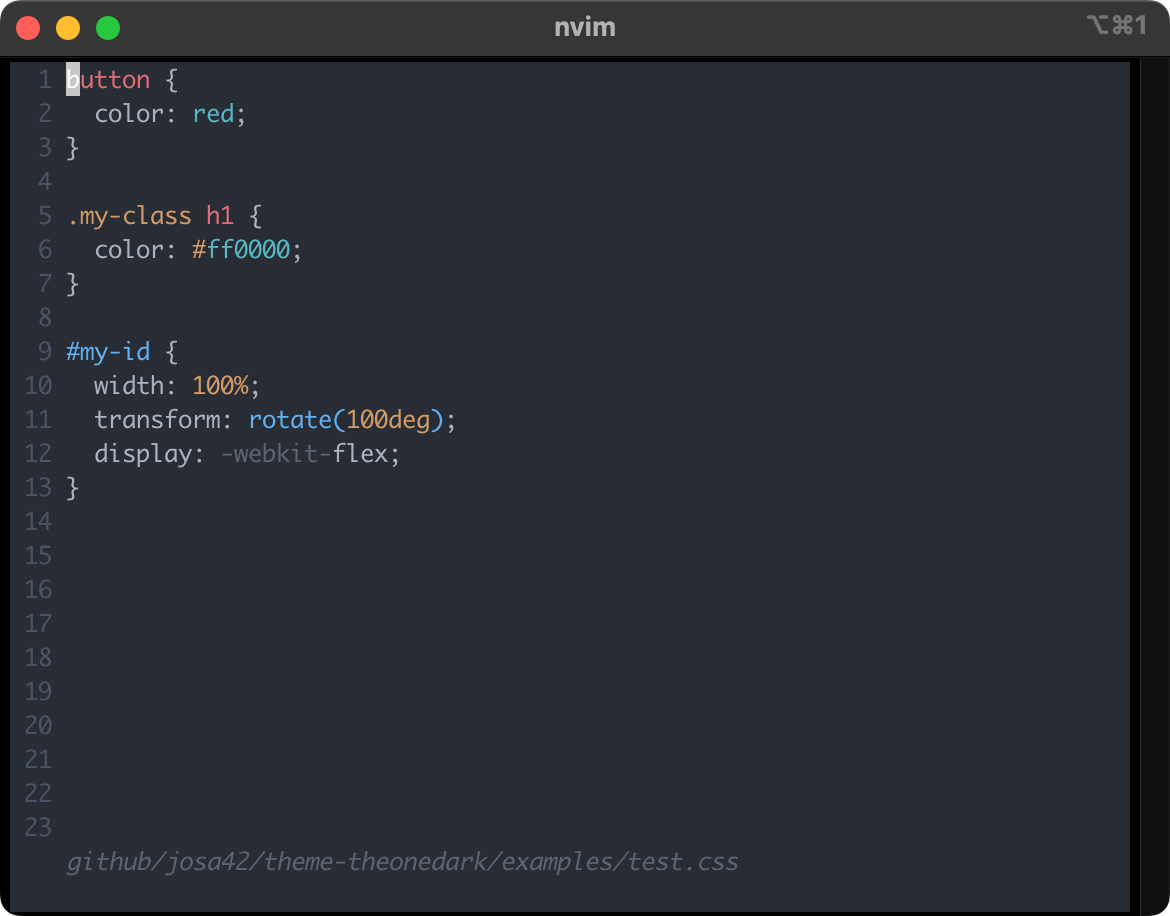 nvim
⌥⌘1
1 button {
2   color: red;
3 }
4
5 .my-class h1 {
6   color: #ff0000;
7 }
8
9 #my-id {
10   width: 100%;
11   transform: rotate(100deg);
12   display: -webkit-flex;
13 }
14
15
16
17
18
19
20
21
22
23
github/josa42/theme-theonedark/examples/test.css